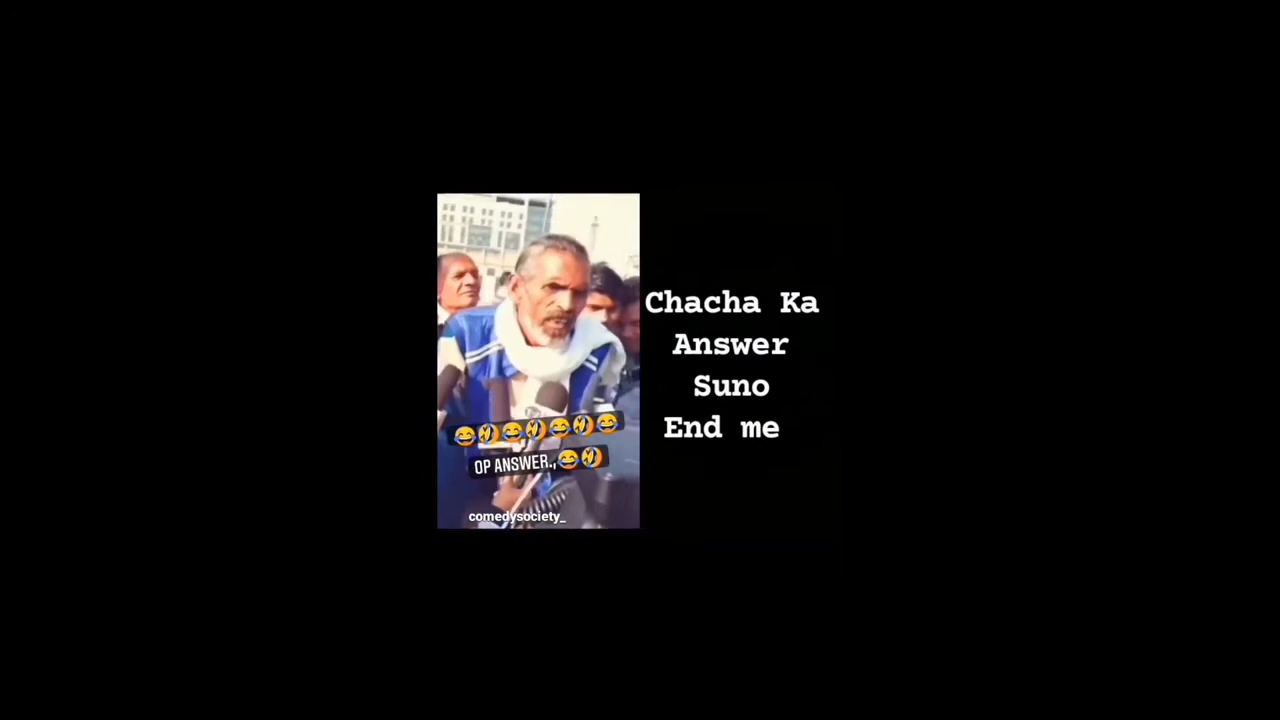 Chacha Ka
Answer
Suno
End me
😂🤣😂🤣😂🤣😂
OP ANSWER.,😂🤣
comedysociety_